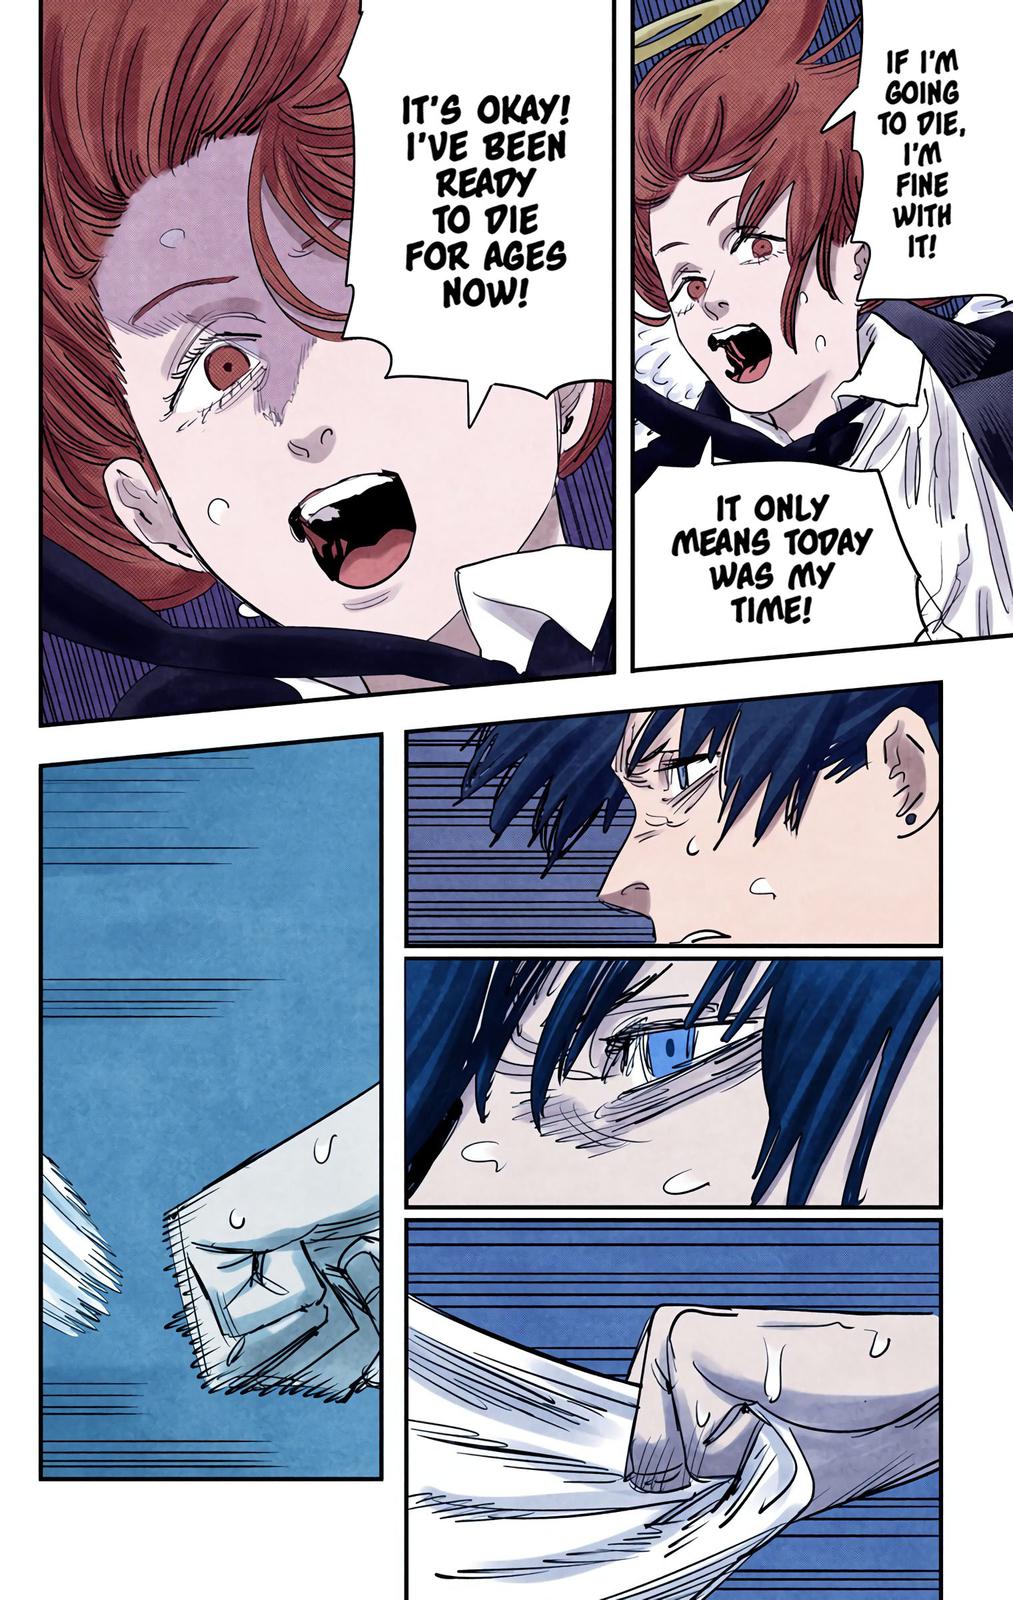 IF I'M
GOING
TO DIE,
I'M
FINE
WITH
IT!
IT ONLY
MEANS TODAY
WAS MY
TIME!
IT'S OKAY!
I'VE BEEN
READY
TO DIE
FOR AGES
NOW!